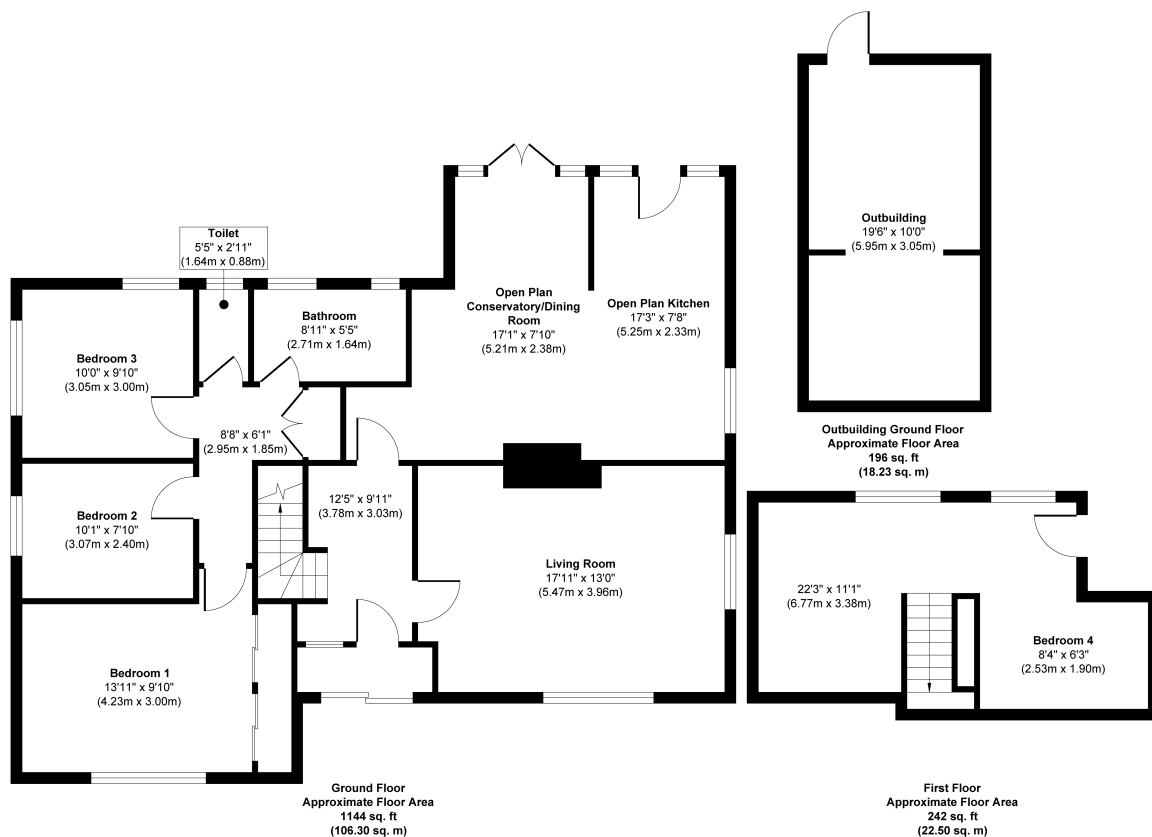 Toilet
5'5" x 2'11"
(1.64m x 0.88m)
Bathroom
8'11" x 5'5"
(2.71m x 1.64m)
Bedroom 3
10'0" x 9'10"
(3.05m x 3.00m)
8'8" x 6'1"
(2.95m x 1.85m)
Bedroom 2
10'1" x 7'10"
(3.07m x 2.40m)
Bedroom 1
13'11" x 9'10"
(4.23m x 3.00m)
12'5" x 9'11"
(3.78m x 3.03m)
Open Plan
Conservatory/Dining
Room
17'1" x 7'10"
(5.21m x 2.38m)
Open Plan Kitchen
17'3" x 7'8"
(5.25m x 2.33m)
Living Room
17'11" x 13'0"
(5.47m x 3.96m)
Ground Floor
Approximate Floor Area
1144 sq. ft
(106.30 sq. m)
Outbuilding
19'6" x 10'0"
(5.95m x 3.05m)
Outbuilding Ground Floor
Approximate Floor Area
196 sq. ft
(18.23 sq. m)
22'3" x 11'1"
(6.77m x 3.38m)
Bedroom 4
8'4" x 6'3"
(2.53m x 1.90m)
First Floor
Approximate Floor Area
242 sq. ft
(22.50 sq. m)